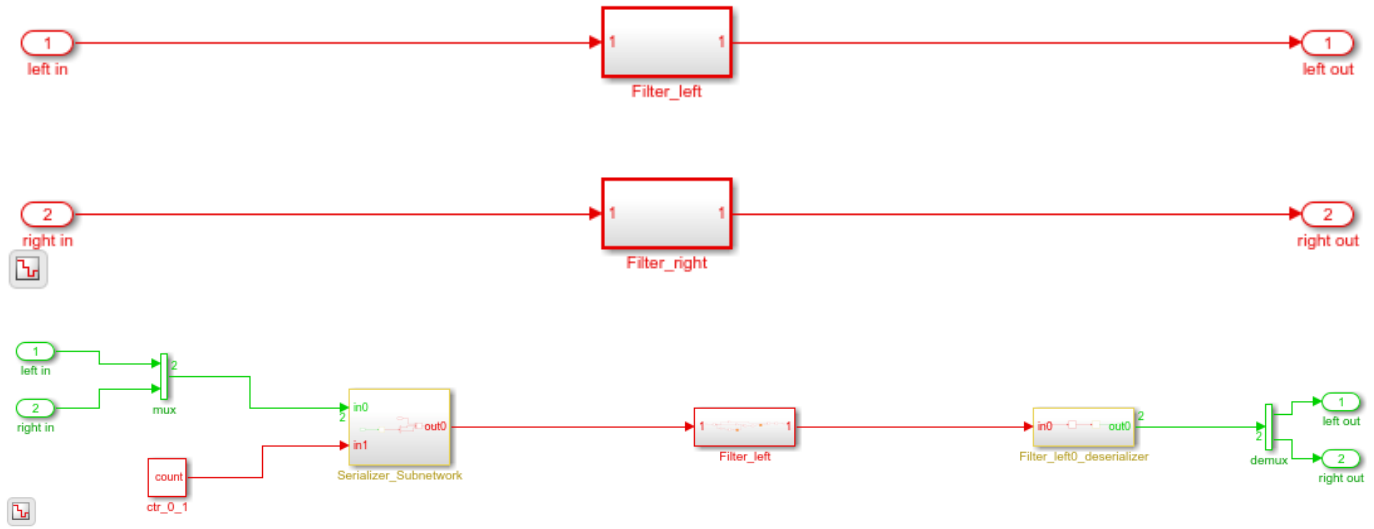 1 1 1 1
left in Filter_left left out
2 1 1 2
right in Filter_right right out
1
left in
2
right in
2
mux
in0
2
in1
out0
Serializer_Subnetwork
count
ctr_0_1
1 1
Filter_left
in0 out0
2
Filter_left0_deserializer
2
demux
1
left out
2
right out